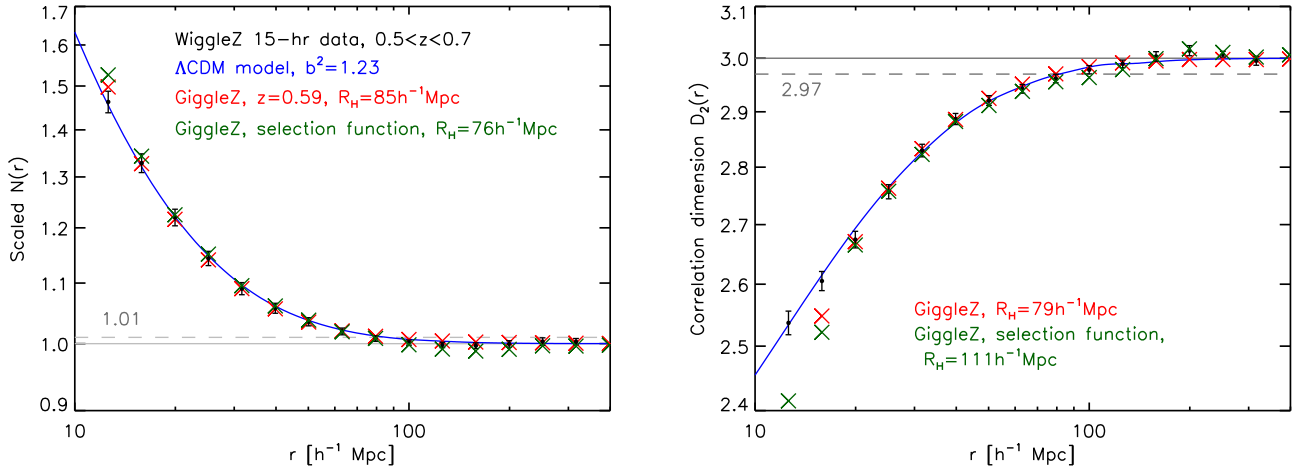 1.7
1.6
1.5
1.4
1.3
1.2
1.1
1.0
0.9
Scaled N(r)
WiggleZ 15-hr data, 0.5<z<0.7
ΛCDM model, b²=1.23
GiggleZ, z=0.59, R_H=85h⁻¹Mpc
GiggleZ, selection function, R_H=76h⁻¹Mpc
1.01
10
100
r [h⁻¹ Mpc]
3.0
2.9
2.8
2.7
2.6
2.5
2.4
Correlation dimension D₂(r)
2.97
GiggleZ, R_H=79h⁻¹Mpc
GiggleZ, selection function,
R_H=111h⁻¹Mpc
10
100
r [h⁻¹ Mpc]